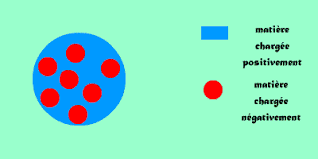 matière
chargée
positivement
matière
chargée
négativement